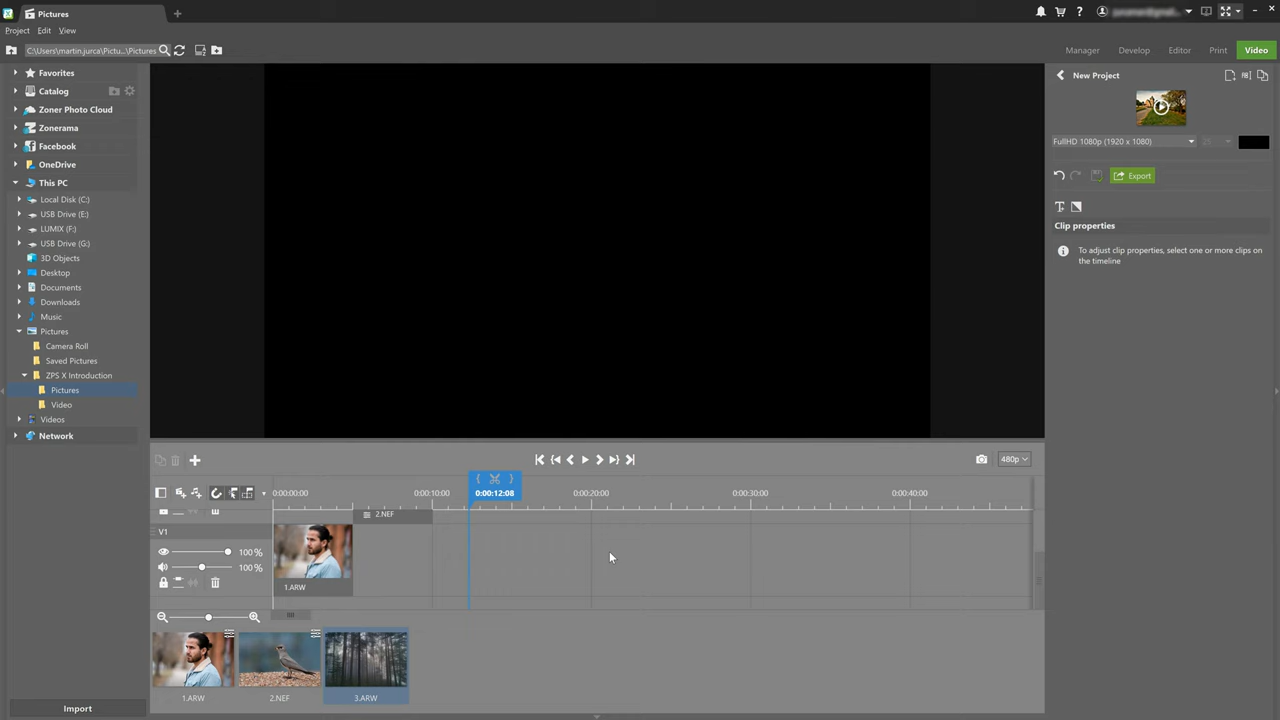 Pictures
Project Edit View
C:\Users\martin.jurca\Pictu...\Pictures
Manager Develop Editor Print Video
Favorites
Catalog
Zoner Photo Cloud
Zonerama
Facebook
OneDrive
This PC
Local Disk (C:)
USB Drive (E:)
LUMIX (F:)
USB Drive (G:)
3D Objects
Desktop
Documents
Downloads
Music
Pictures
Camera Roll
Saved Pictures
ZPS X Introduction
Pictures
Video
Videos
Network
Import
New Project
FullHD 1080p (1920 x 1080) 25
Export
Clip properties
To adjust clip properties, select one or more clips on
the timeline
480p
0:00:00:00 0:00:10:00 0:00:12:08 0:00:20:00 0:00:30:00 0:00:40:00
2.NEF
V1
100 %
100 %
1.ARW
1.ARW 2.NEF 3.ARW